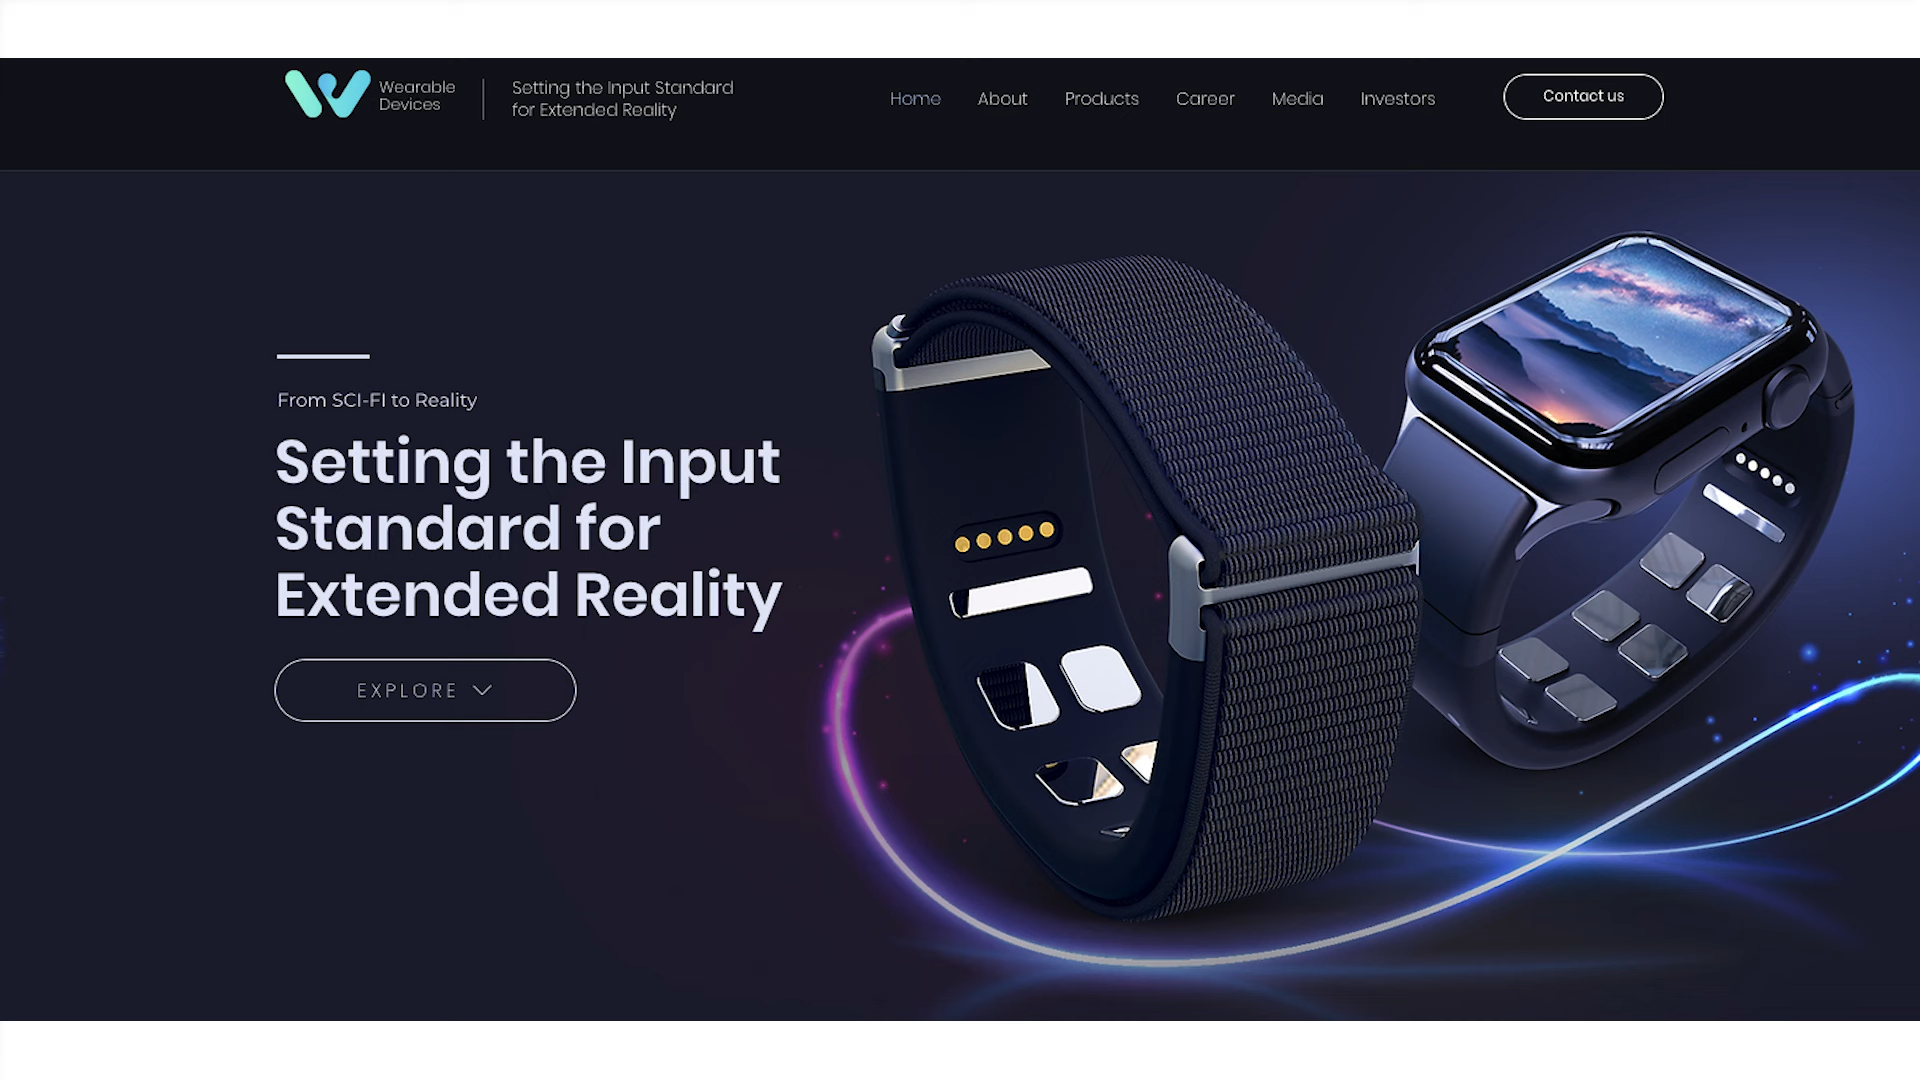 Wearable
Devices
Setting the Input Standard
for Extended Reality
Home
About
Products
Career
Media
Investors
Contact us
From SCI-FI to Reality
Setting the Input
Standard for
Extended Reality
EXPLORE